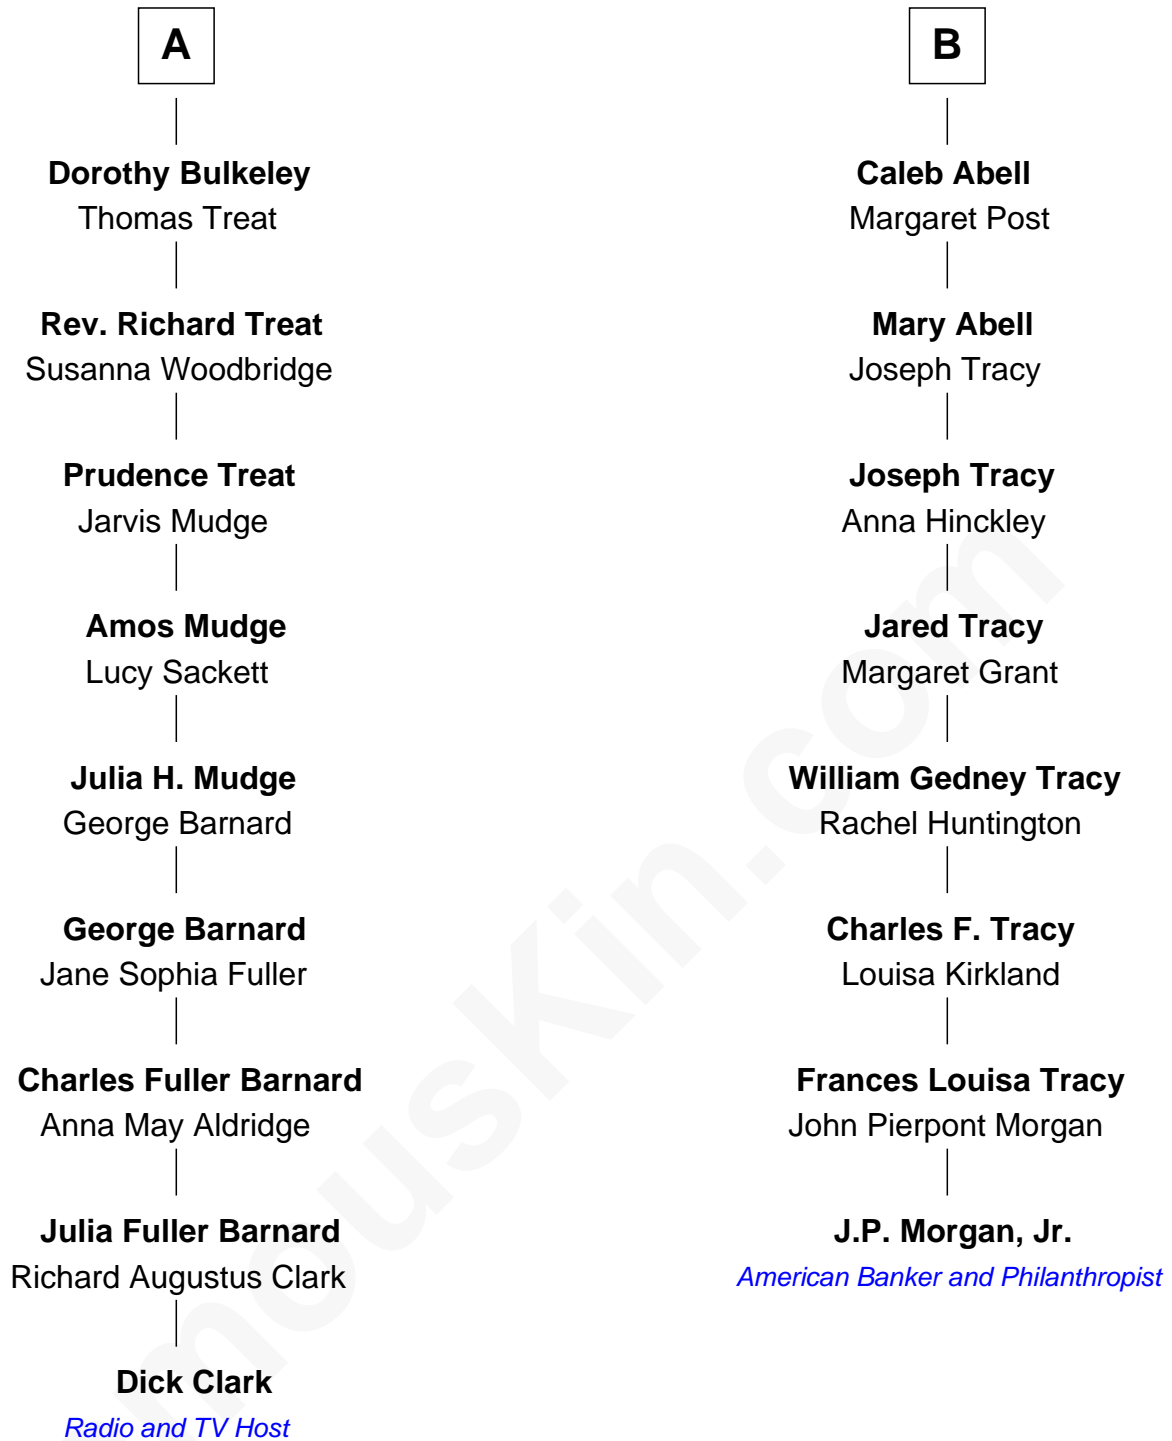 A
Dorothy Bulkeley
Thomas Treat
Rev. Richard Treat
Susanna Woodbridge
Prudence Treat
Jarvis Mudge
Amos Mudge
Lucy Sackett
Julia H. Mudge
George Barnard
George Barnard
Jane Sophia Fuller
Charles Fuller Barnard
Anna May Aldridge
Julia Fuller Barnard
Richard Augustus Clark
Dick Clark
Radio and TV Host
B
Caleb Abell
Margaret Post
Mary Abell
Joseph Tracy
Joseph Tracy
Anna Hinckley
Jared Tracy
Margaret Grant
William Gedney Tracy
Rachel Huntington
Charles F. Tracy
Louisa Kirkland
Frances Louisa Tracy
John Pierpont Morgan
J.P. Morgan, Jr.
American Banker and Philanthropist
mousKin.com